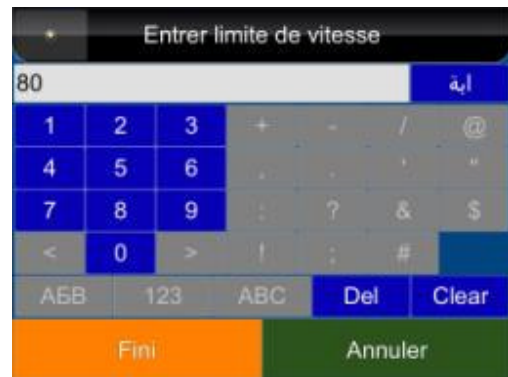 Entrer limite de vitesse
80 ابة
1 2 3 + - / @
4 5 6 , . ' "
7 8 9 : ? & $
< 0 > ! ; #
АБВ 123 ABC Del Clear
Fini Annuler